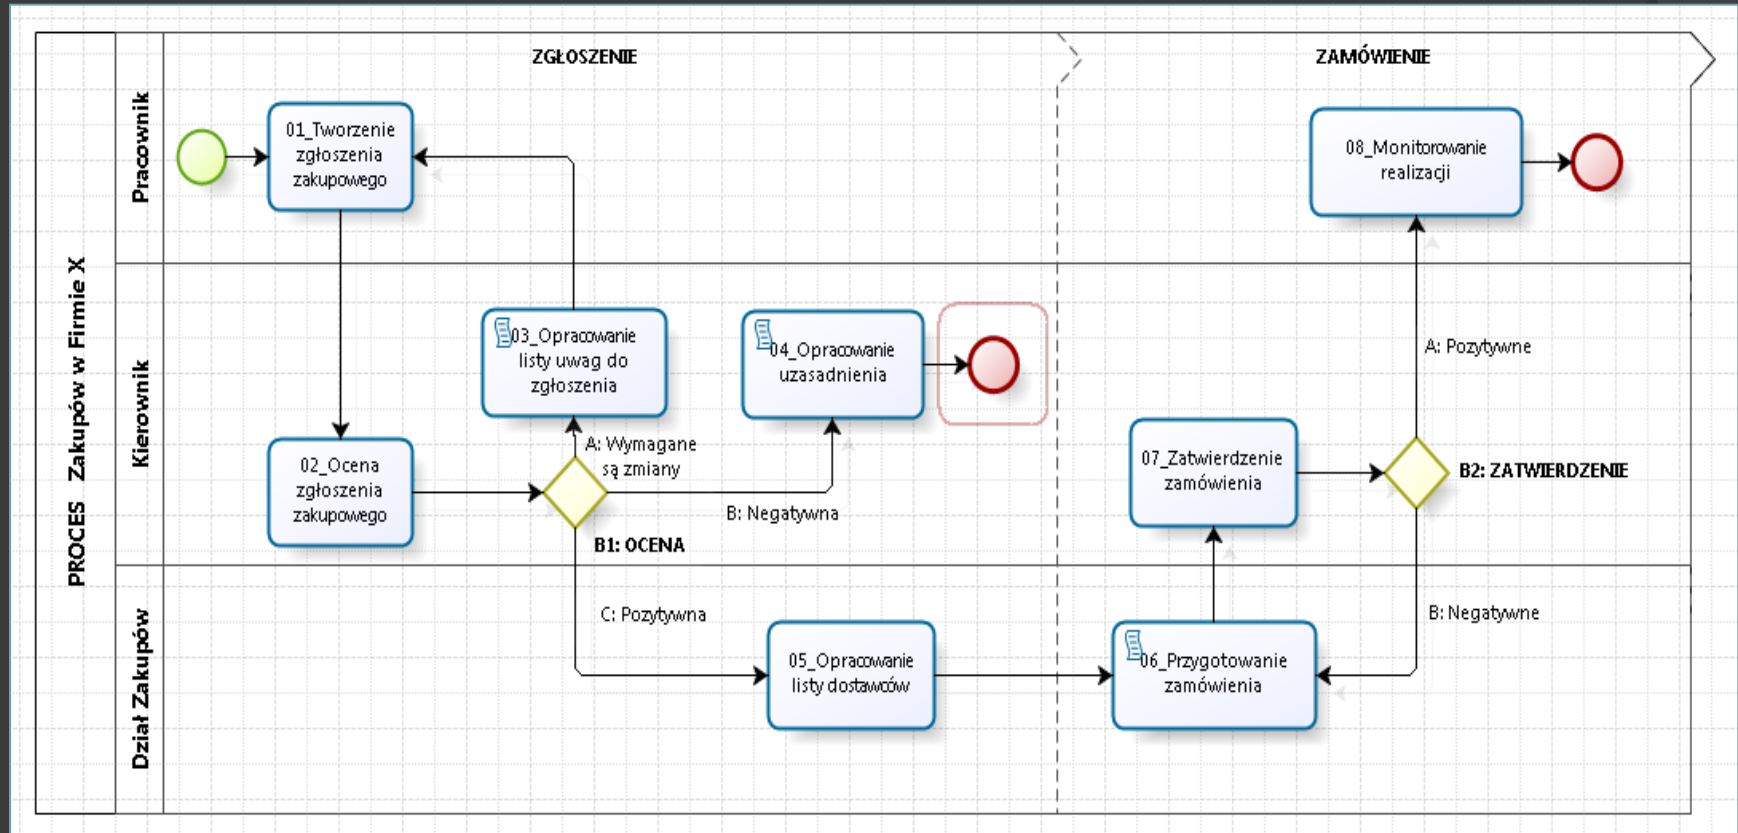 PROCES Zakupów w Firmie X
ZGŁOSZENIE
ZAMÓWIENIE
Pracownik
01_Tworzenie
zgłoszenia
zakupowego
08_Monitorowanie
realizacji
Kierownik
03_Opracowanie
listy uwag do
zgłoszenia
04_Opracowanie
uzasadnienia
A: Pozytywne
A: Wymagane
są zmiany
02_Ocena
zgłoszenia
zakupowego
07_Zatwierdzenie
zamówienia
B2: ZATWIERDZENIE
B: Negatywna
B1: OCENA
Dział Zakupów
C: Pozytywna
B: Negatywne
05_Opracowanie
listy dostawców
06_Przygotowanie
zamówienia